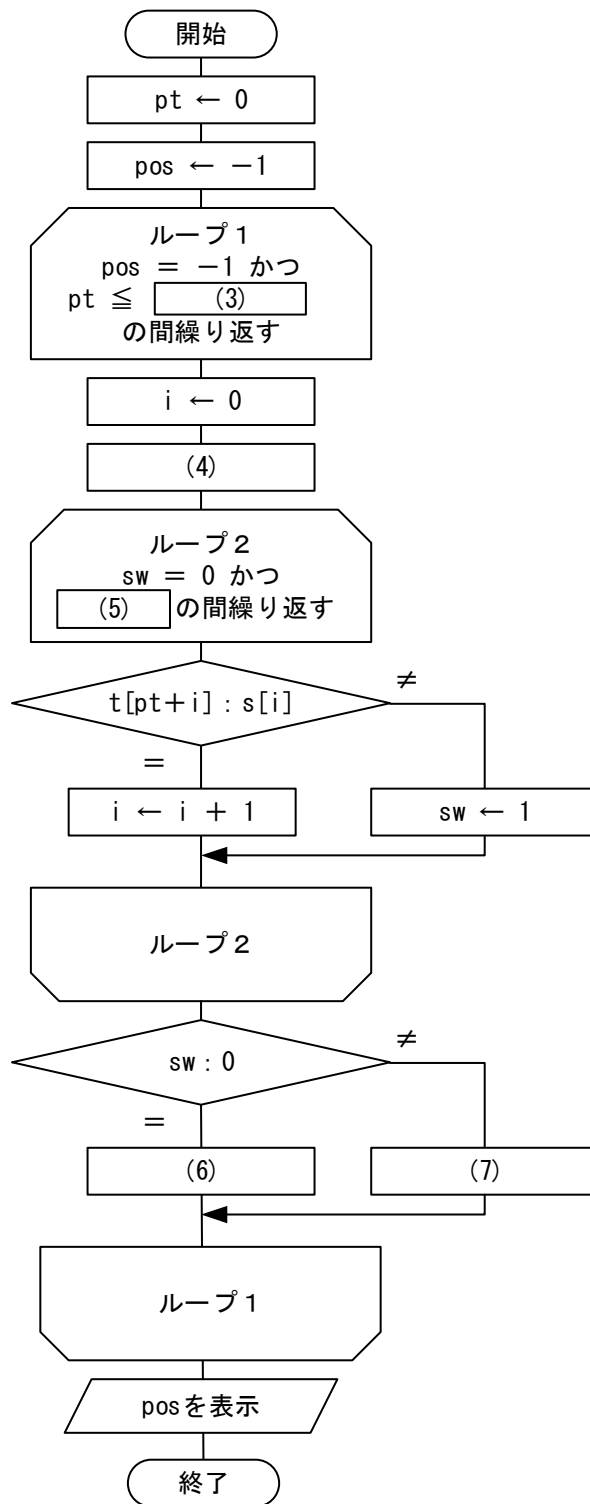 開始
pt ← 0
pos ← −1
ループ1
pos = −1 かつ
pt ≦ (3)
の間繰り返す
i ← 0
(4)
ループ2
sw = 0 かつ
(5) の間繰り返す
t[pt+i]:s[i]
≠
=
i ← i + 1
sw ← 1
ループ2
sw:0
≠
=
(6)
(7)
ループ1
posを表示
終了